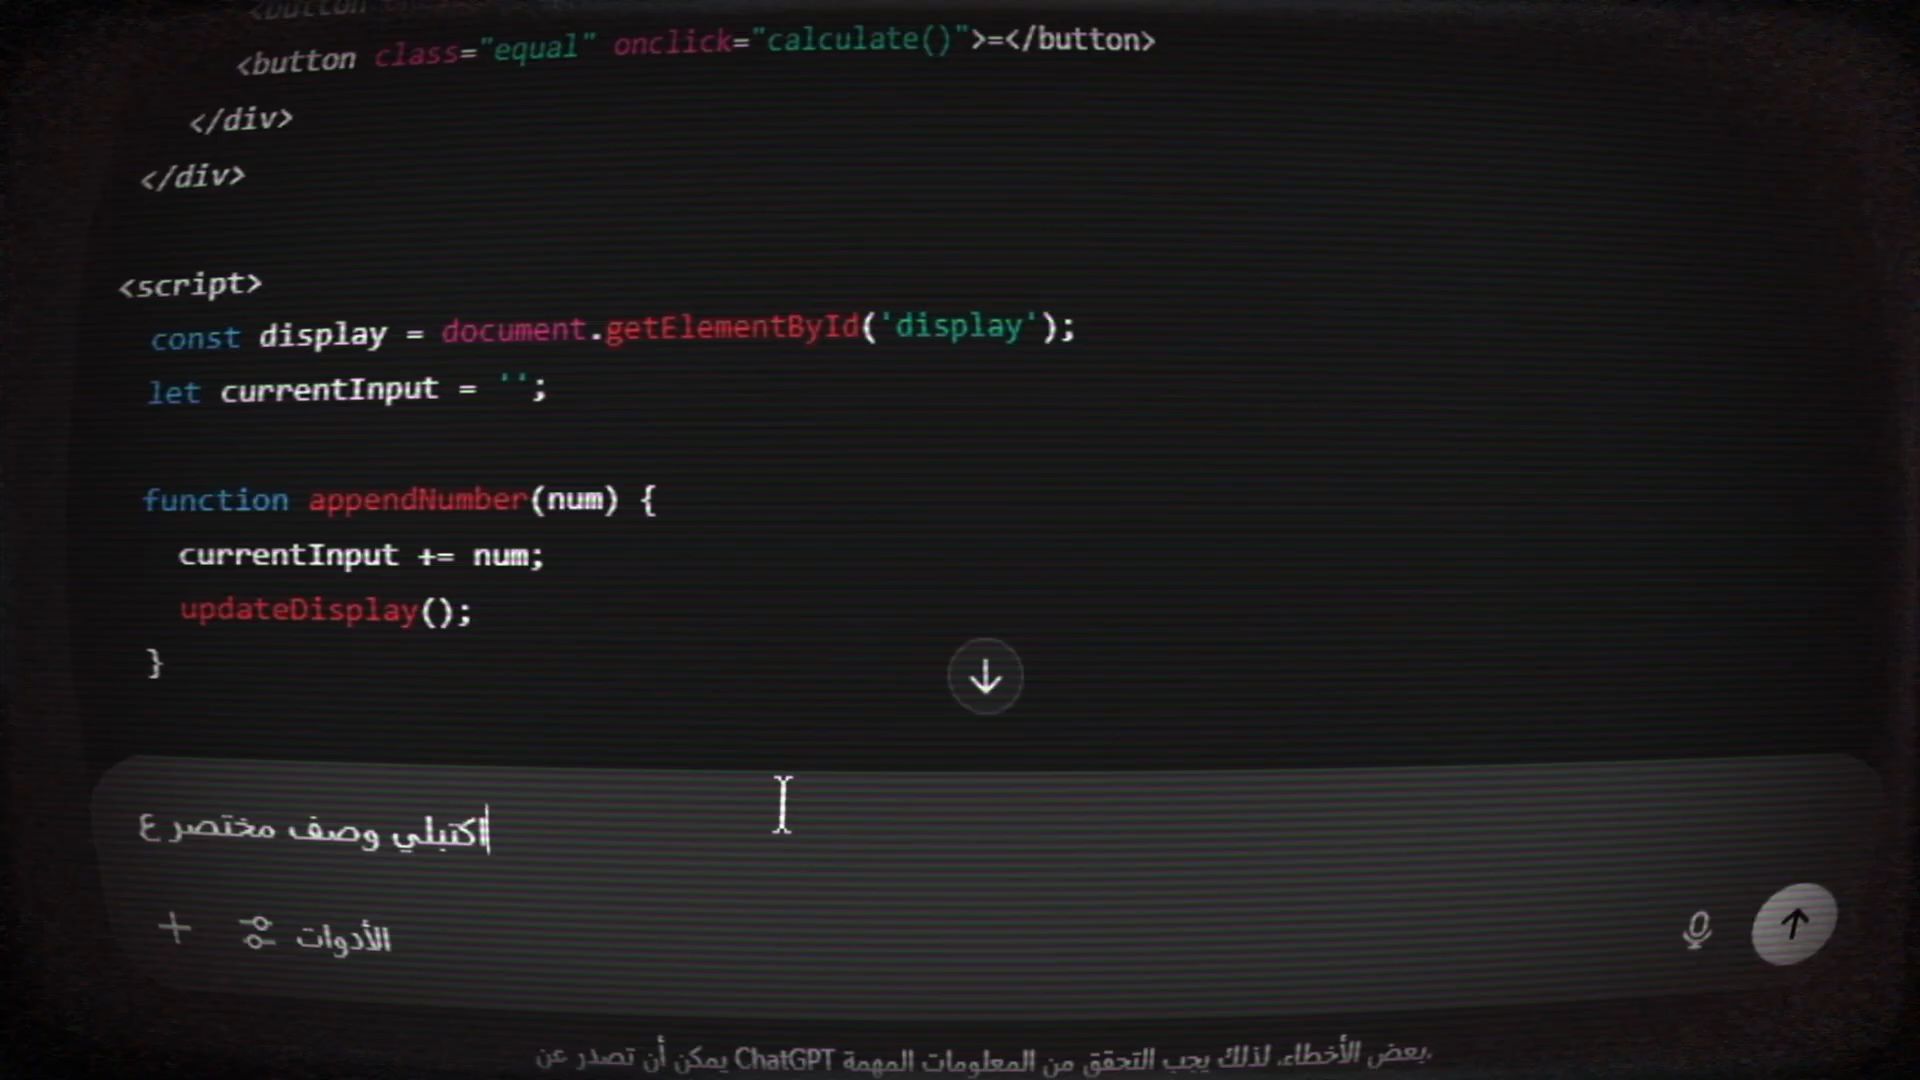 <button
<button class="equal" onclick="calculate()">=</button>
</div>
</div>
<script>
const display = document.getElementById('display');
let currentInput = '';
function appendNumber(num) {
currentInput += num;
updateDisplay();
}
اكتبلي وصف مختصر ع
الأدوات
يمكن أن تصدر عن ChatGPT بعض الأخطاء. لذلك يجب التحقق من المعلومات المهمة.